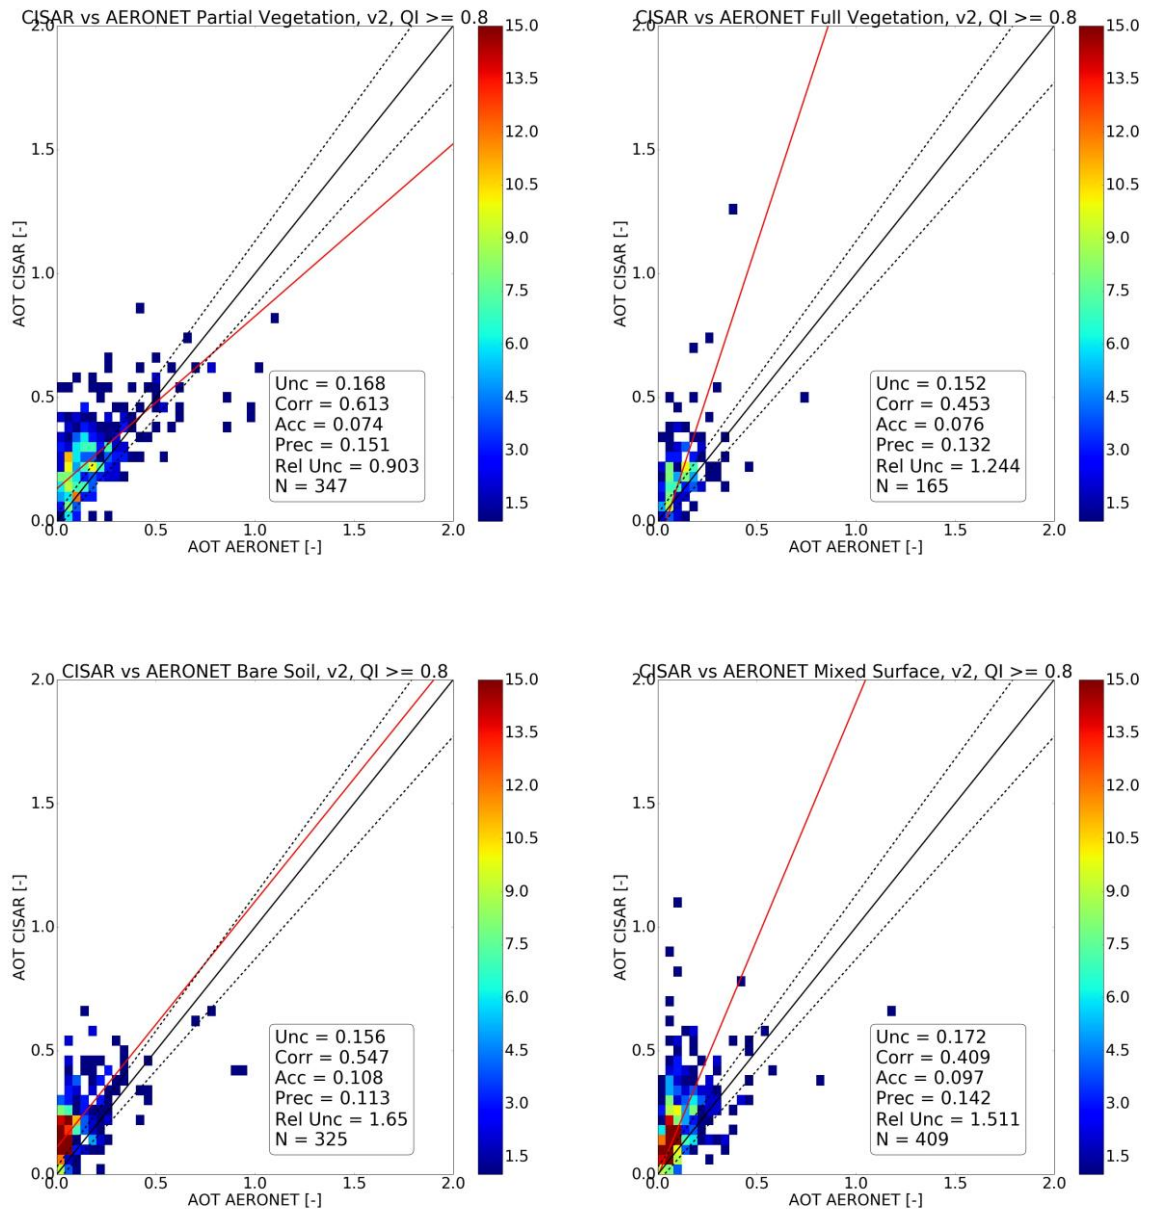 CISAR vs AERONET Partial Vegetation, v2, QI >= 0.8
2.0
1.5
1.0
0.5
0.0
AOT CISAR [-]
0.0 0.5 1.0 1.5 2.0
AOT AERONET [-]
Unc = 0.168
Corr = 0.613
Acc = 0.074
Prec = 0.151
Rel Unc = 0.903
N = 347
15.0
13.5
12.0
10.5
9.0
7.5
6.0
4.5
3.0
1.5
CISAR vs AERONET Full Vegetation, v2, QI >= 0.8
2.0
1.5
1.0
0.5
0.0
AOT CISAR [-]
0.0 0.5 1.0 1.5 2.0
AOT AERONET [-]
Unc = 0.152
Corr = 0.453
Acc = 0.076
Prec = 0.132
Rel Unc = 1.244
N = 165
15.0
13.5
12.0
10.5
9.0
7.5
6.0
4.5
3.0
1.5
CISAR vs AERONET Bare Soil, v2, QI >= 0.8
2.0
1.5
1.0
0.5
0.0
AOT CISAR [-]
0.0 0.5 1.0 1.5 2.0
AOT AERONET [-]
Unc = 0.156
Corr = 0.547
Acc = 0.108
Prec = 0.113
Rel Unc = 1.65
N = 325
15.0
13.5
12.0
10.5
9.0
7.5
6.0
4.5
3.0
1.5
CISAR vs AERONET Mixed Surface, v2, QI >= 0.8
2.0
1.5
1.0
0.5
0.0
AOT CISAR [-]
0.0 0.5 1.0 1.5 2.0
AOT AERONET [-]
Unc = 0.172
Corr = 0.409
Acc = 0.097
Prec = 0.142
Rel Unc = 1.511
N = 409
15.0
13.5
12.0
10.5
9.0
7.5
6.0
4.5
3.0
1.5